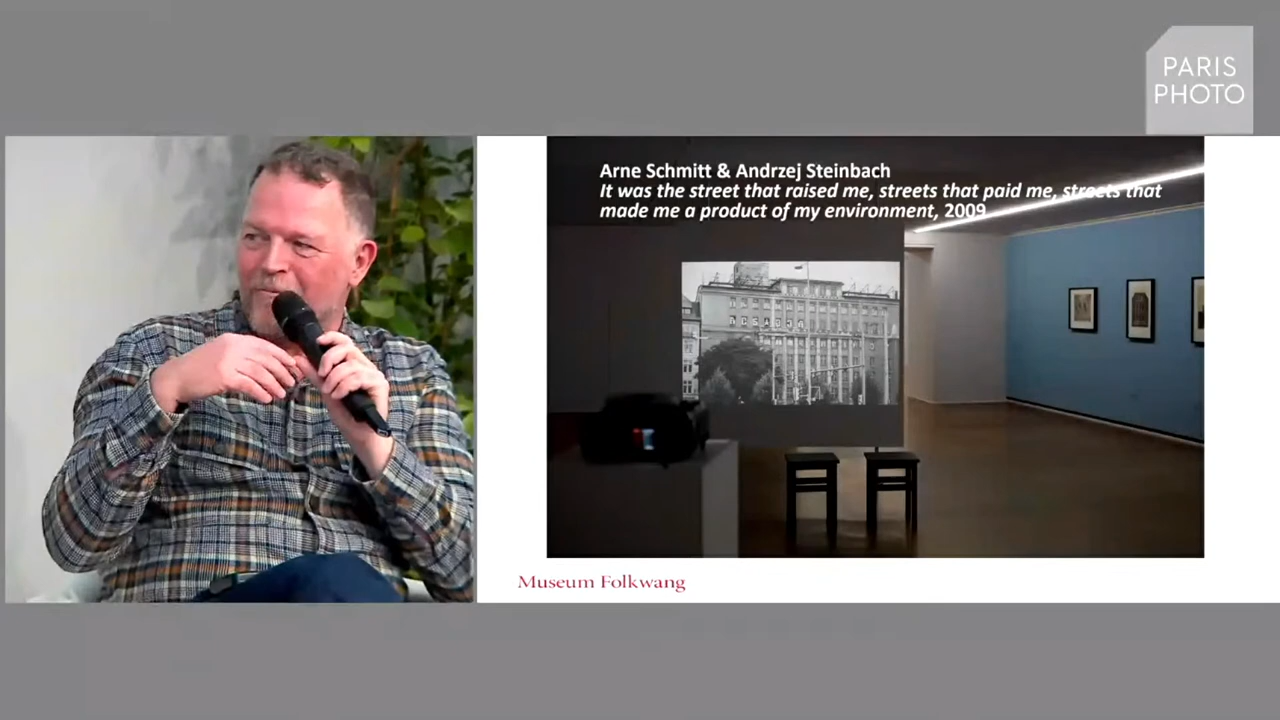 PARIS
PHOTO
Arne Schmitt & Andrzej Steinbach
It was the street that raised me, streets that paid me, streets that
made me a product of my environment, 2009
Museum Folkwang